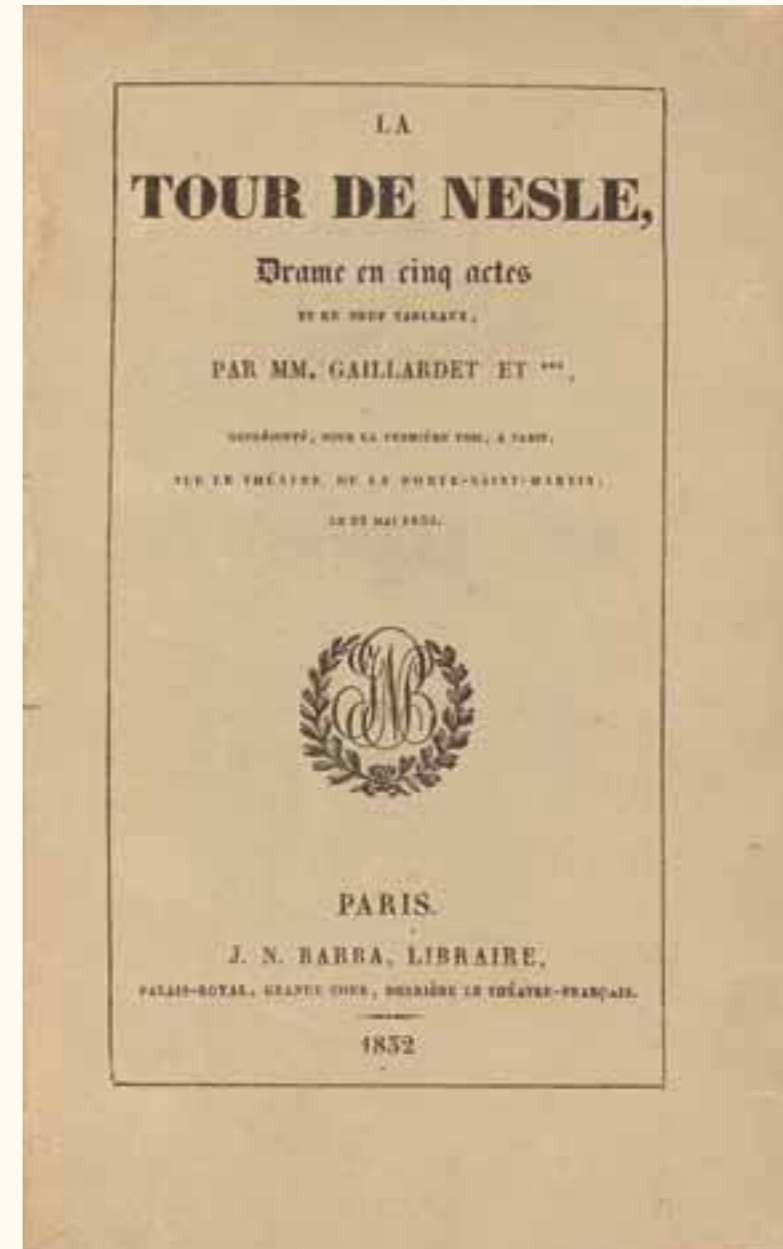 LA
TOUR DE NESLE,
Drame en cinq actes
ET EN NEUF TABLEAUX,
PAR MM. GAILLARDET ET ***,
REPRÉSENTÉ, POUR LA PREMIÈRE FOIS, A PARIS,
SUR LE THÉATRE DE LA PORTE-SAINT-MARTIN,
LE MAI
JNB
PARIS.
J. N. BARBA, LIBRAIRE,
PALAIS-ROYAL, GRANDE COUR, DERRIÈRE LE THÉATRE-FRANÇAIS.
1832